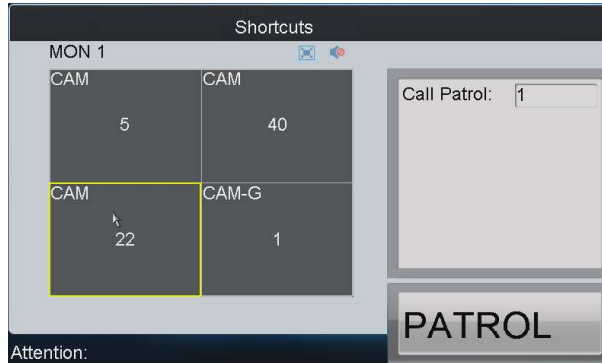 Shortcuts
MON 1
CAM
5
CAM
40
CAM
22
CAM-G
1
Call Patrol: 1
PATROL
Attention: